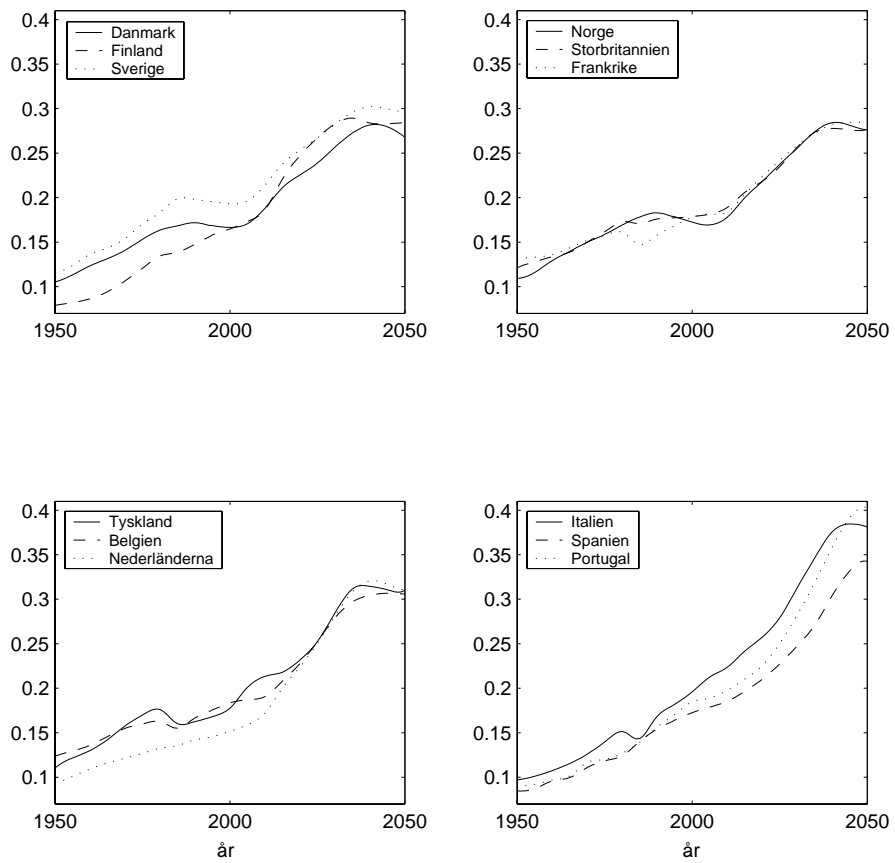 0.4
0.35
0.3
0.25
0.2
0.15
0.1
1950 2000 2050
Danmark
Finland
Sverige
0.4
0.35
0.3
0.25
0.2
0.15
0.1
1950 2000 2050
Norge
Storbritannien
Frankrike
0.4
0.35
0.3
0.25
0.2
0.15
0.1
1950 2000 2050
år
Tyskland
Belgien
Nederländerna
0.4
0.35
0.3
0.25
0.2
0.15
0.1
1950 2000 2050
år
Italien
Spanien
Portugal